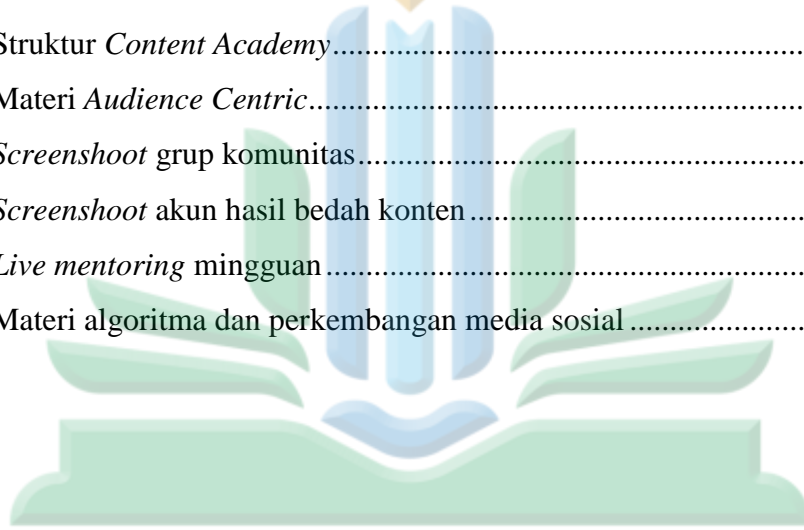 Struktur Content Academy..........................................................
Materi Audience Centric.............................................................
Screenshoot grup komunitas......................................................
Screenshoot akun hasil bedah konten.......................................
Live mentoring mingguan..........................................................
Materi algoritma dan perkembangan media sosial....................